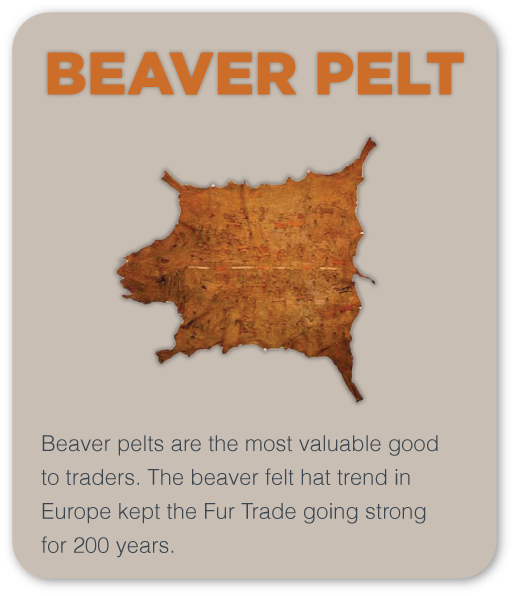 BEAVER PELT
Beaver pelts are the most valuable good
to traders. The beaver felt hat trend in
Europe kept the Fur Trade going strong
for 200 years.